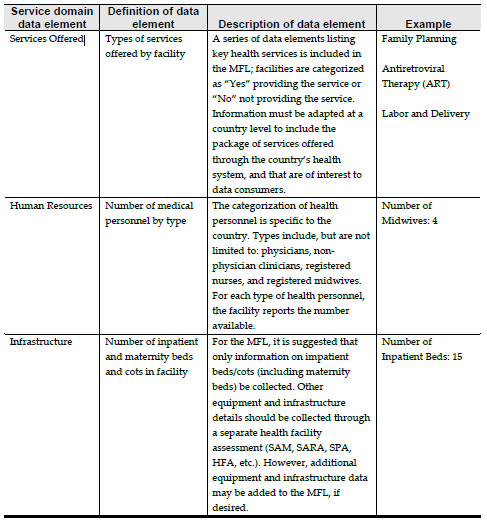 Service domain data element | Definition of data element | Description of data element | Example
Services Offered
Types of services
offered by facility
A series of data elements listing
key health services is included in
the MFL; facilities are categorized
as “Yes” providing the service or
“No” not providing the service.
Information must be adapted at a
country level to include the
package of services offered
through the country’s health
system, and that are of interest to
data consumers.
Family Planning
Antiretroviral
Therapy (ART)
Labor and Delivery
Human Resources
Number of medical
personnel by type
The categorization of health
personnel is specific to the
country. Types include, but are not
limited to: physicians, non-
physician clinicians, registered
nurses, and registered midwives.
For each type of health personnel,
the facility reports the number
available.
Number of
Midwives: 4
Infrastructure
Number of inpatient
and maternity beds
and cots in facility
For the MFL, it is suggested that
only information on impatient
beds/cots (including maternity
beds) be collected. Other
equipment and infrastructure
details should be collected through
a separate health facility
assessment (SAM, SARA, SPA,
HFA, etc.). However, additional
equipment and infrastructure data
may be added to the MFL, if
desired.
Number of
Inpatient Beds: 15